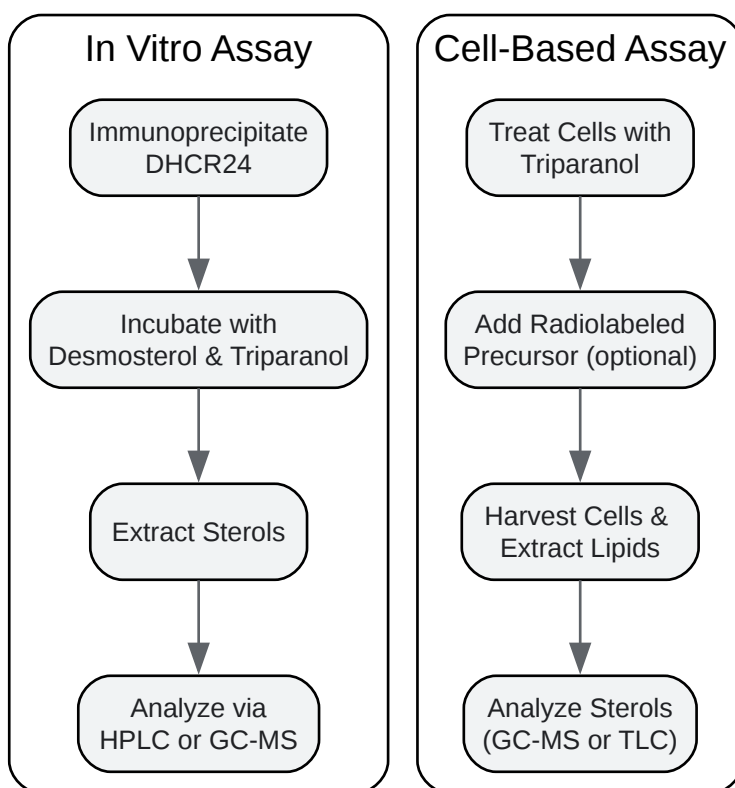 In Vitro Assay
Immunoprecipitate
DHCR24
Incubate with
Desmosterol & Triparanol
Extract Sterols
Analyze via
HPLC or GC-MS
Cell-Based Assay
Treat Cells with
Triparanol
Add Radiolabeled
Precursor (optional)
Harvest Cells &
Extract Lipids
Analyze Sterols
(GC-MS or TLC)